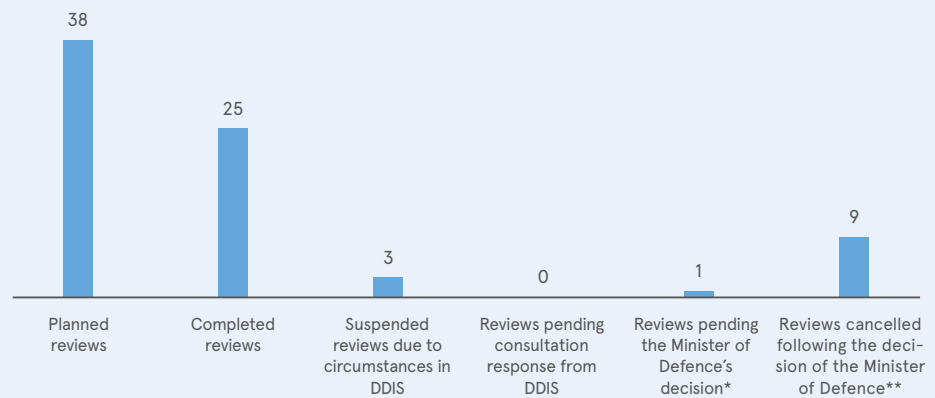 38
25
3
0
1
9
Planned
reviews
Completed
reviews
Suspended
reviews due to
circumstances in
DDIS
Reviews pending
consultation
response from
DDIS
Reviews pending
the Minister of
Defence's
decision*
Reviews cancelled
following the deci-
sion of the Minister
of Defence**